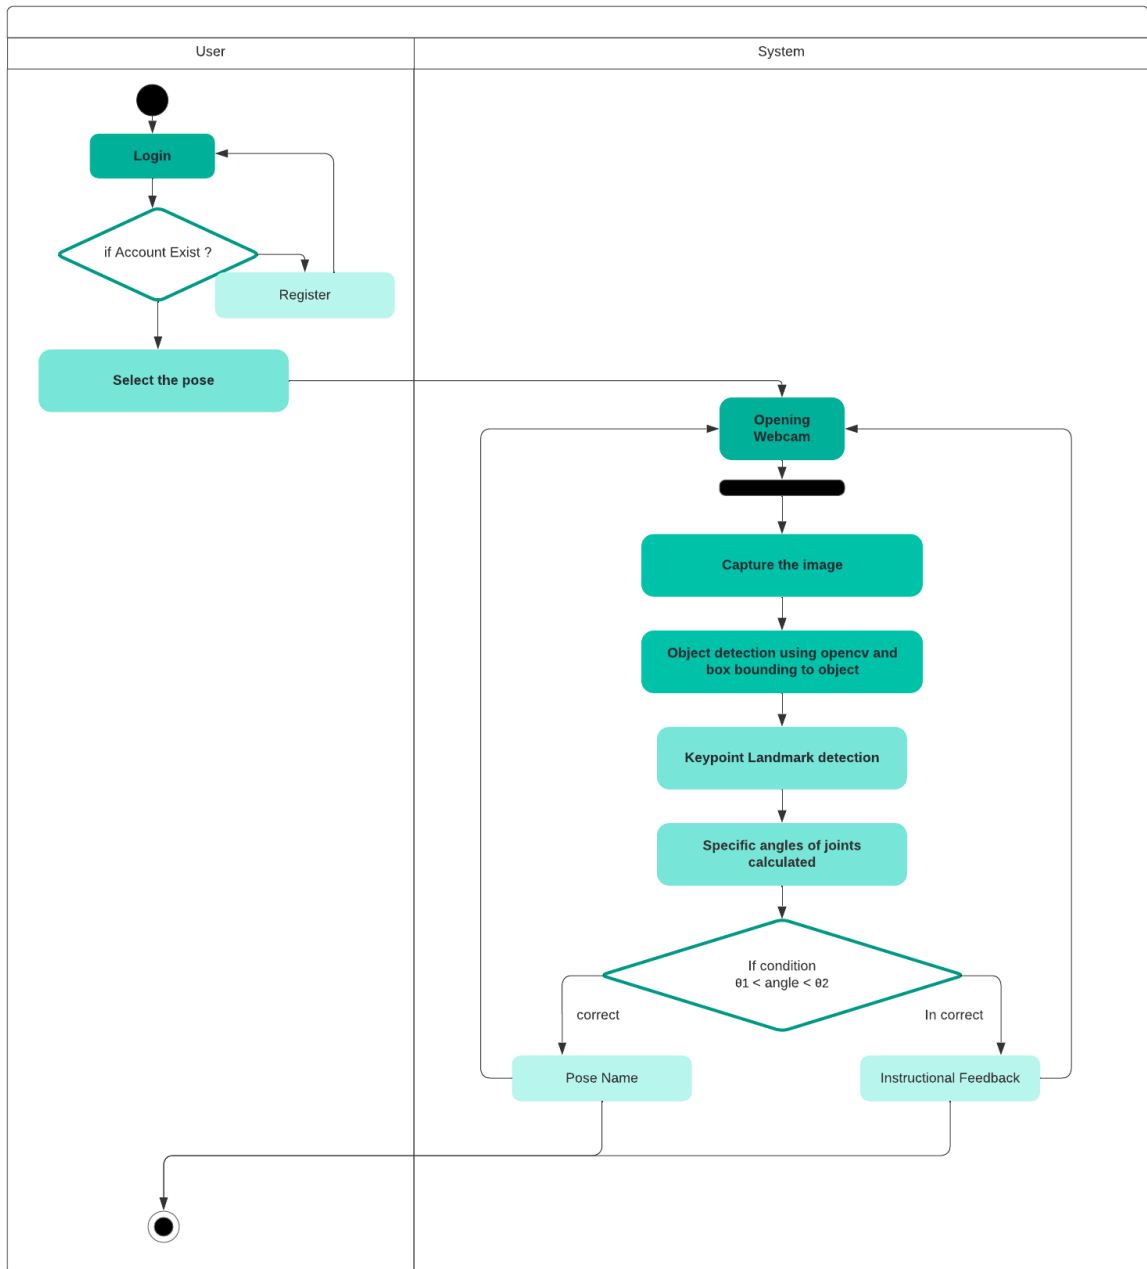 User
System
Login
if Account Exist ?
Register
Select the pose
Opening
Webcam
Capture the image
Object detection using opencv and
box bounding to object
Keypoint Landmark detection
Specific angles of joints
calculated
If condition
θ1 < angle < θ2
correct
In correct
Pose Name
Instructional Feedback